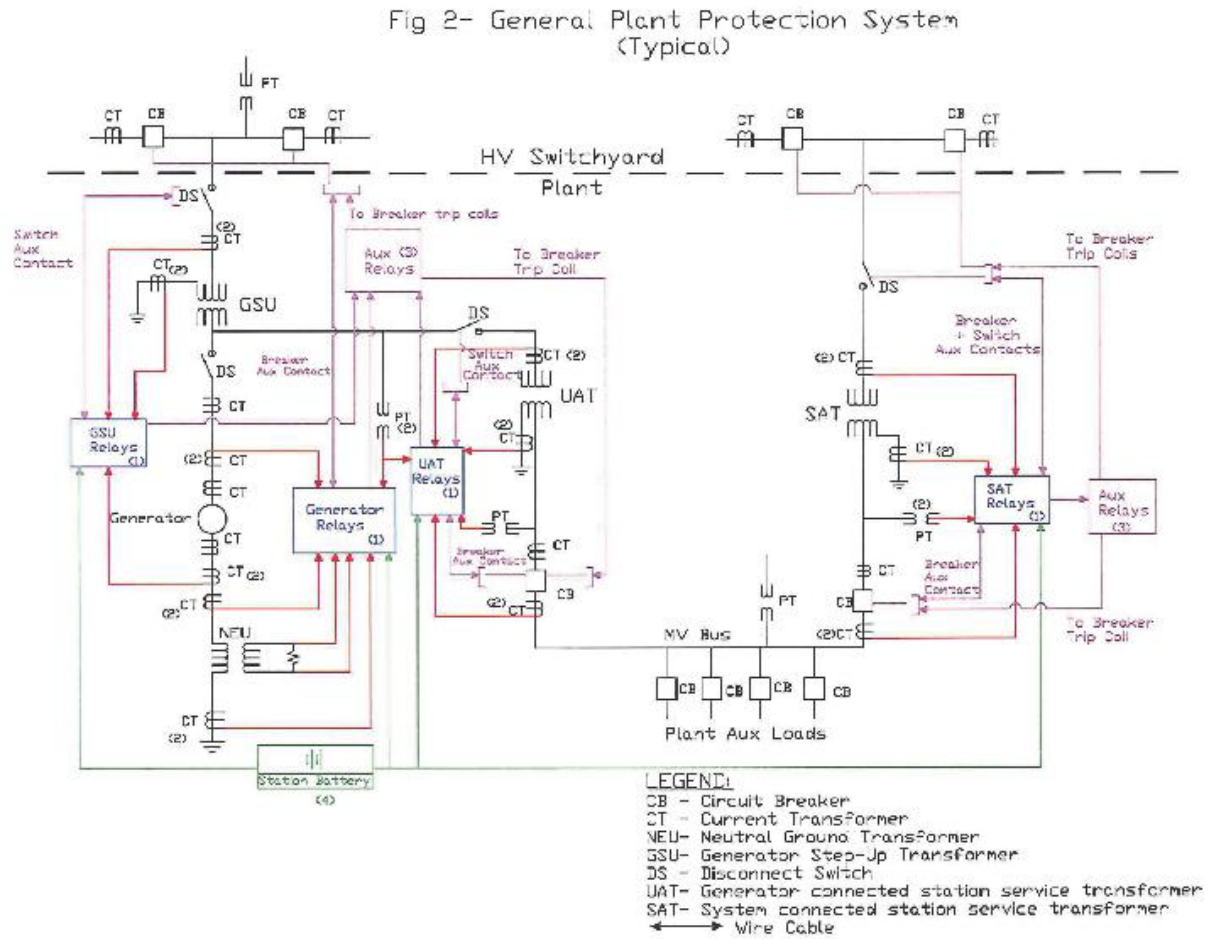 Fig 2- General Plant Protection System
(Typical)
PT
CT
CB
CB
CT
CT
CB
CB
CT
HV Switchyard
Plant
DS
Switch
Aux
Contact
(2)
CT
CT
(2)
GSU
To Breaker trip coils
Aux (3)
Relays
To Breaker
Trip Coil
To Breaker
Trip Coils
DS
DS
Breaker
+ Switch
Aux Contacts
DS
Breaker
Aux Contact
Switch
Aux
Contact
CT (2)
UAT
(2) CT
SAT
CT
PT
(2)
(2)
CT
CT (2)
GSU
Relays
(1)
(2)
CT
CT
UAT
Relays
(1)
Generator
Generator
Relays
(1)
SAT
Relays
(1)
Aux
Relays
(3)
(2)
PT
PT
CT
CT (2)
(2) CT
Breaker
Aux Contact
CT
CB
(2)
CT
CT
Breaker
Aux
Contact
CB
(2)CT
To Breaker
Trip Coil
PT
MV Bus
NEU
CB
CB
CB
CB
Plant Aux Loads
CT
(2)
Station Battery
(4)
LEGEND:
CB - Circuit Breaker
CT - Current Transformer
NEU- Neutral Ground Transformer
GSU- Generator Step-Up Transformer
DS - Disconnect Switch
UAT- Generator connected station service transformer
SAT- System connected station service transformer
Wire Cable